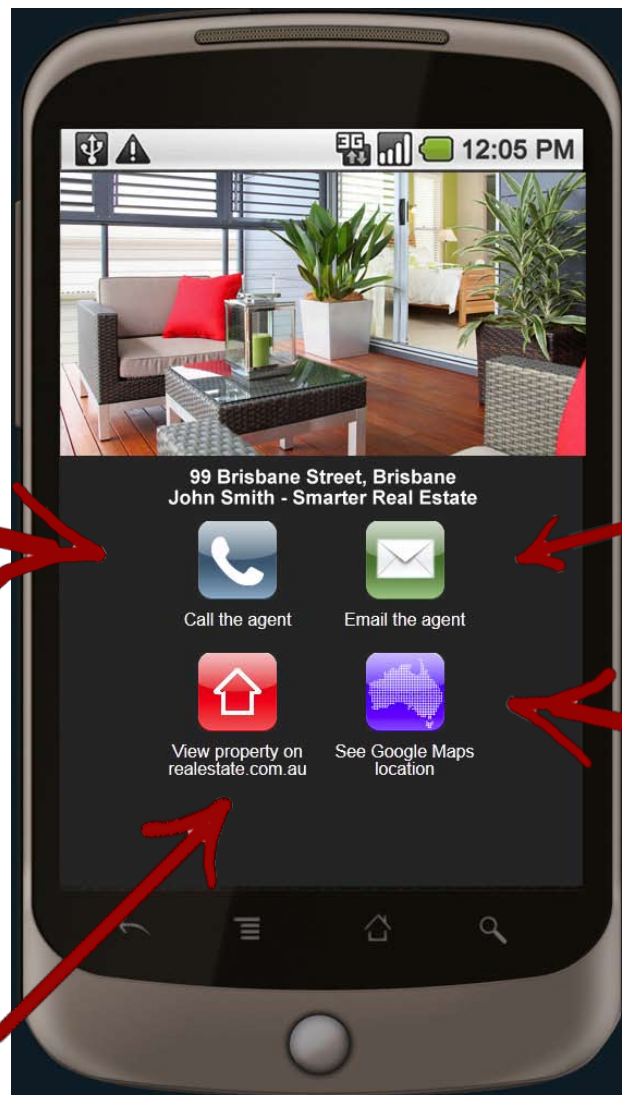 3G
12:05 PM
99 Brisbane Street, Brisbane
John Smith - Smarter Real Estate
Call the agent
Email the agent
View property on
realestate.com.au
See Google Maps
location